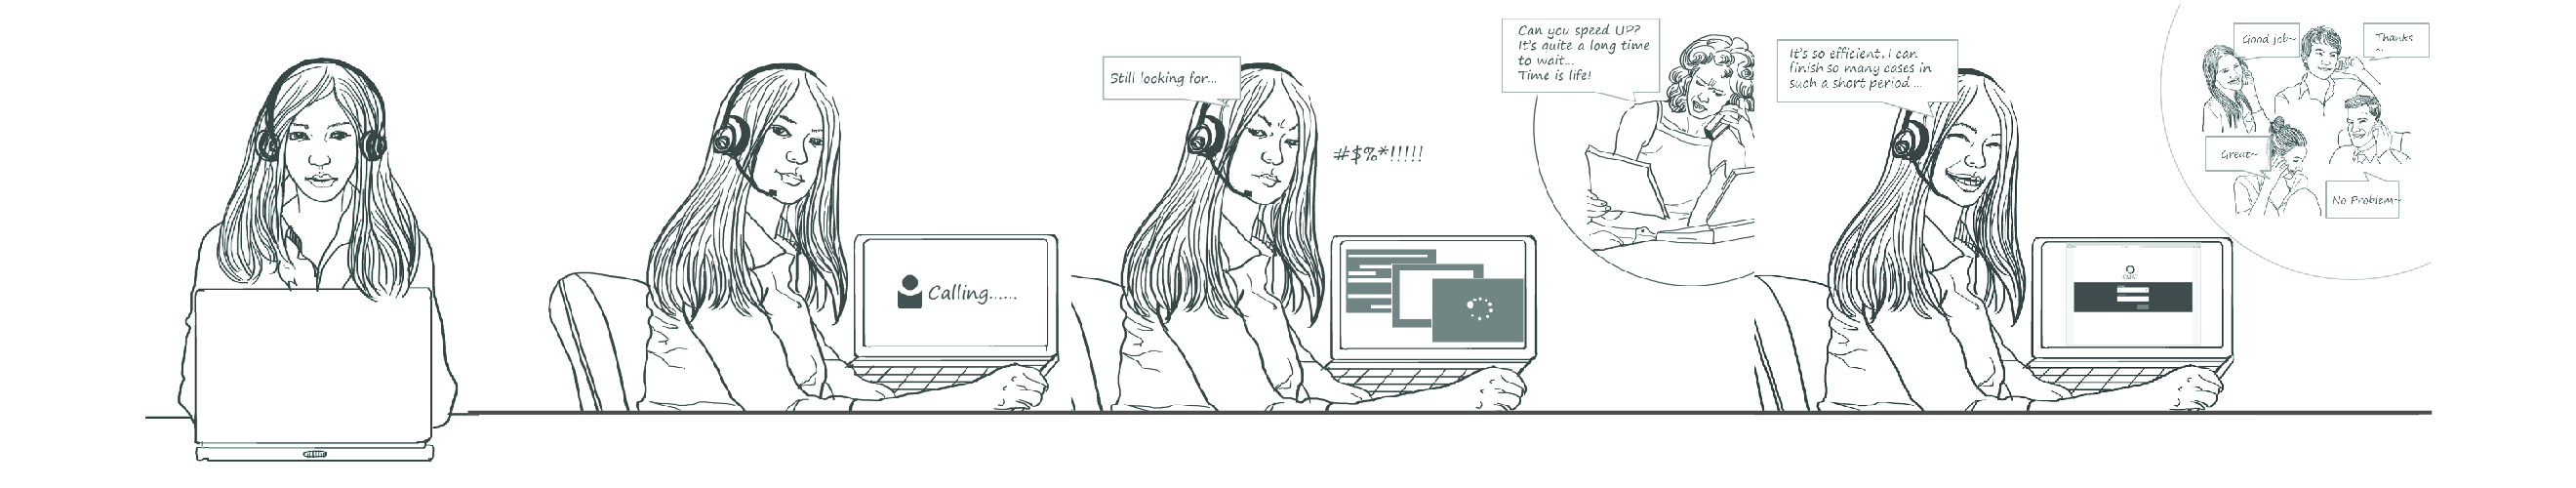 Calling......
Still looking for...
#$%*!!!!!
Can you speed UP?
It's quite a long time
to wait...
Time is life!
It's so efficient, I can
finish so many cases in
such a short period ...
Good job~
Thanks
~
Great~
No Problem~